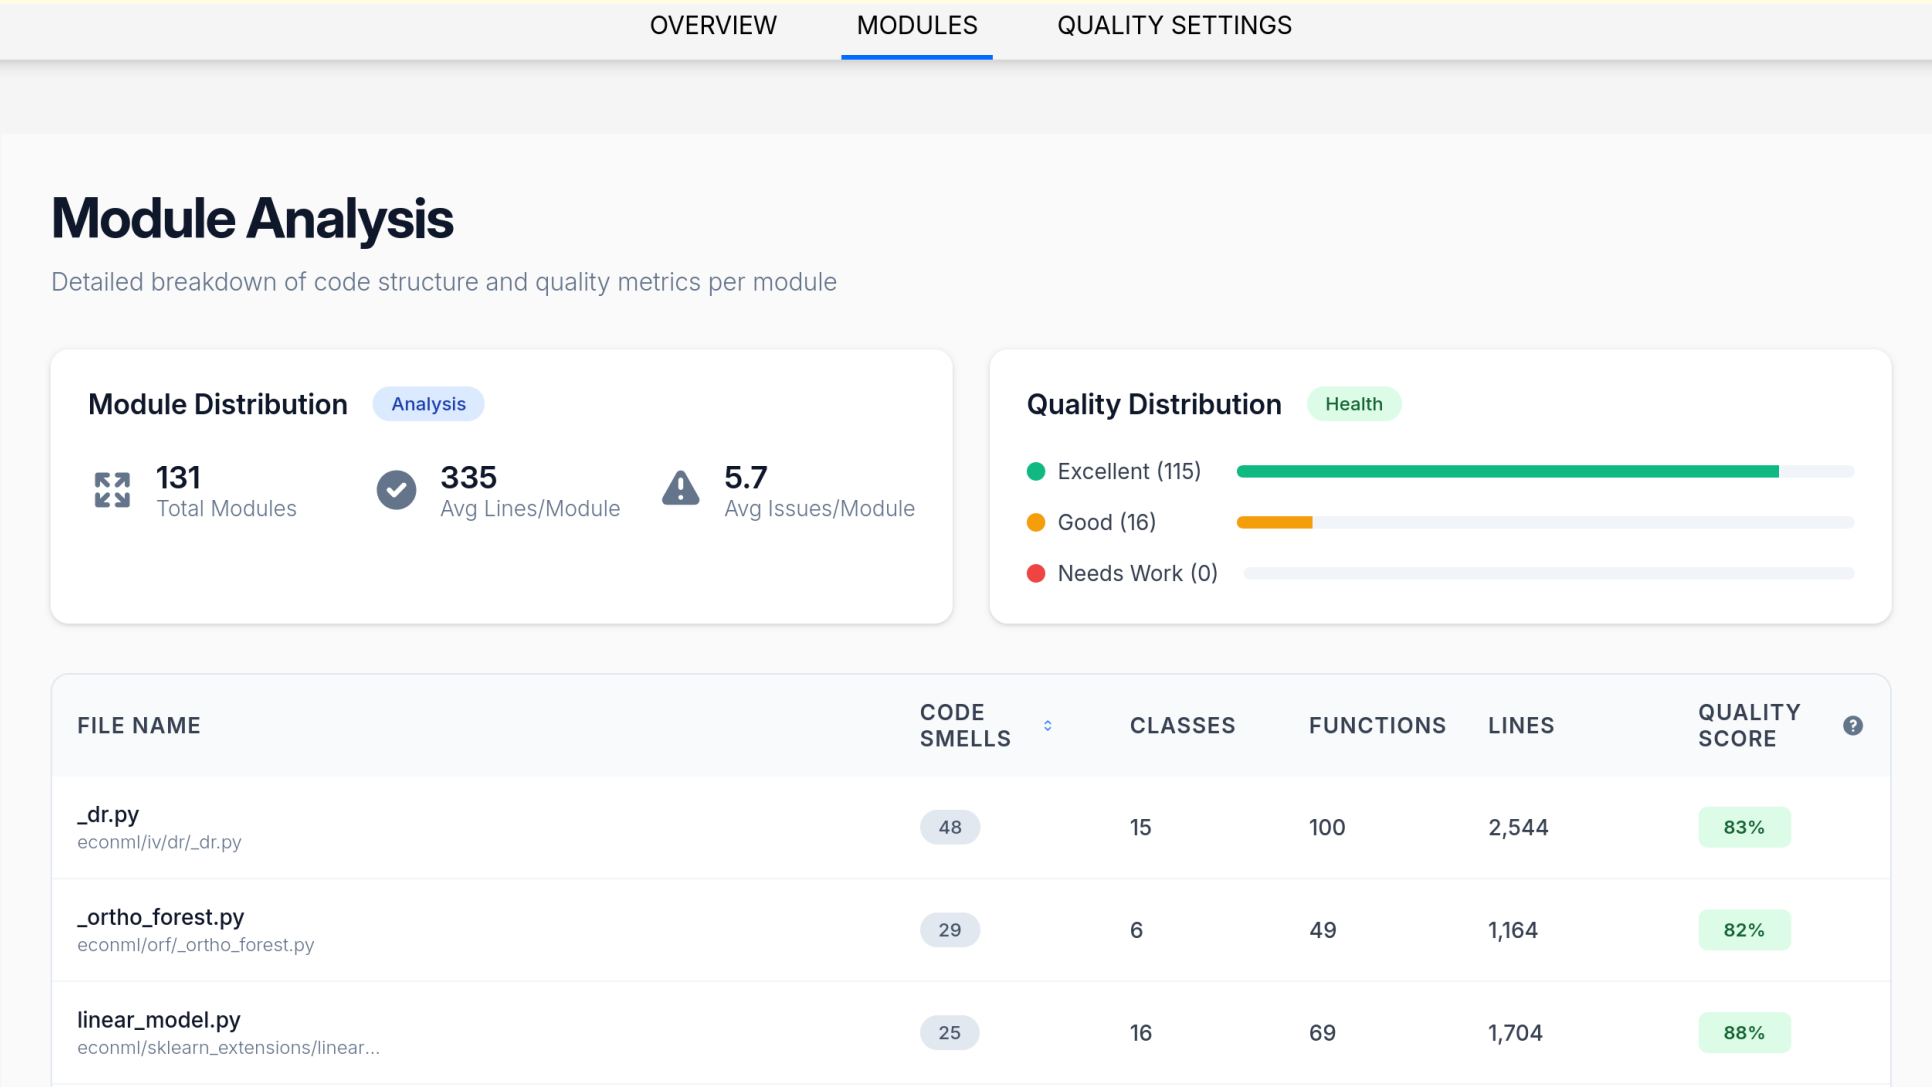 OVERVIEW
MODULES
QUALITY SETTINGS
Module Analysis
Detailed breakdown of code structure and quality metrics per module
Module Distribution
Analysis
131
Total Modules
335
Avg Lines/Module
5.7
Avg Issues/Module
Quality Distribution
Health
Excellent (115)
Good (16)
Needs Work (0)
FILE NAME
CODE
SMELLS
CLASSES
FUNCTIONS
LINES
QUALITY
SCORE
?
_dr.py
econml/iv/dr/_dr.py
48
15
100
2,544
83%
_ortho_forest.py
econml/orf/_ortho_forest.py
29
6
49
1,164
82%
linear_model.py
econml/sklearn_extensions/linear...
25
16
69
1,704
88%